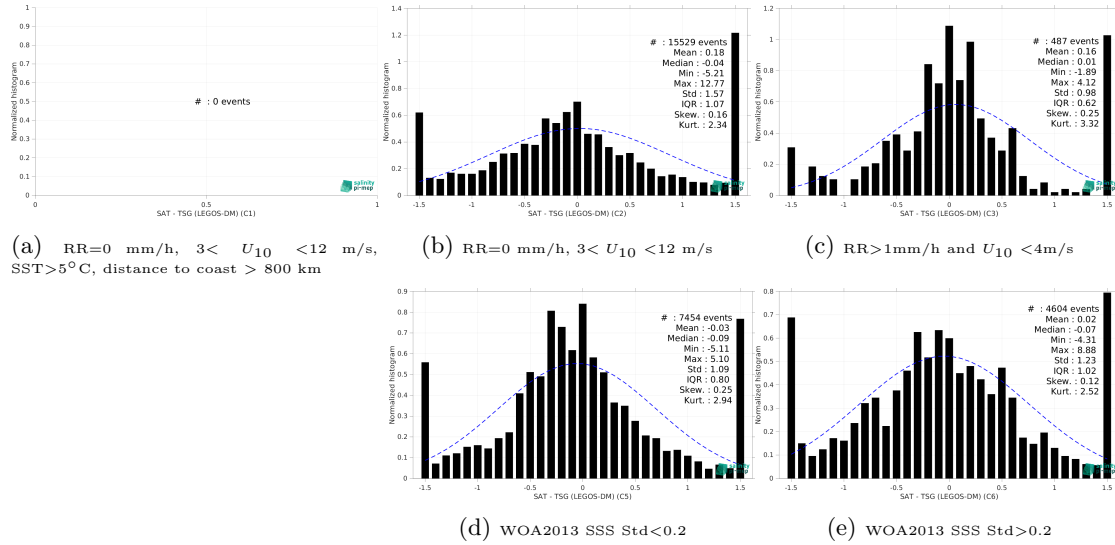 1
0.9
0.8
0.7
0.6
0.5
0.4
0.3
0.2
0.1
0
Normalized histogram
# : 0 events
salinity
pi-mep
0 0.5 1
SAT - TSG (LEGOS-DM) (C1)
(a) RR=0 mm/h, 3< U10 <12 m/s,
SST>5°C, distance to coast > 800 km
1.4
1.2
1
0.8
0.6
0.4
0.2
0
Normalized histogram
# : 15529 events
Mean : 0.18
Median : -0.04
Min : -5.21
Max : 12.77
Std : 1.57
IQR : 1.07
Skew. : 0.16
Kurt. : 2.34
salinity
pi-mep
-1.5 -1 -0.5 0 0.5 1 1.5
SAT - TSG (LEGOS-DM) (C2)
(b) RR=0 mm/h, 3< U10 <12 m/s
1.2
1
0.8
0.6
0.4
0.2
0
Normalized histogram
# : 487 events
Mean : 0.16
Median : 0.01
Min : -1.89
Max : 4.12
Std : 0.98
IQR : 0.62
Skew. : 0.25
Kurt. : 3.32
salinity
pi-mep
-1.5 -1 -0.5 0 0.5 1 1.5
SAT - TSG (LEGOS-DM) (C3)
(c) RR>1mm/h and U10 <4m/s
0.9
0.8
0.7
0.6
0.5
0.4
0.3
0.2
0.1
0
Normalized histogram
# : 7454 events
Mean : -0.03
Median : -0.09
Min : -5.11
Max : 5.10
Std : 1.09
IQR : 0.80
Skew. : 0.25
Kurt. : 2.94
-1.5 -1 -0.5 0 0.5 1 1.5
SAT - TSG (LEGOS-DM) (C5)
(d) WOA2013 SSS Std<0.2
0.8
0.7
0.6
0.5
0.4
0.3
0.2
0.1
0
Normalized histogram
# : 4604 events
Mean : 0.02
Median : -0.07
Min : -4.31
Max : 8.88
Std : 1.23
IQR : 1.02
Skew. : 0.12
Kurt. : 2.52
-1.5 -1 -0.5 0 0.5 1 1.5
SAT - TSG (LEGOS-DM) (C6)
(e) WOA2013 SSS Std>0.2